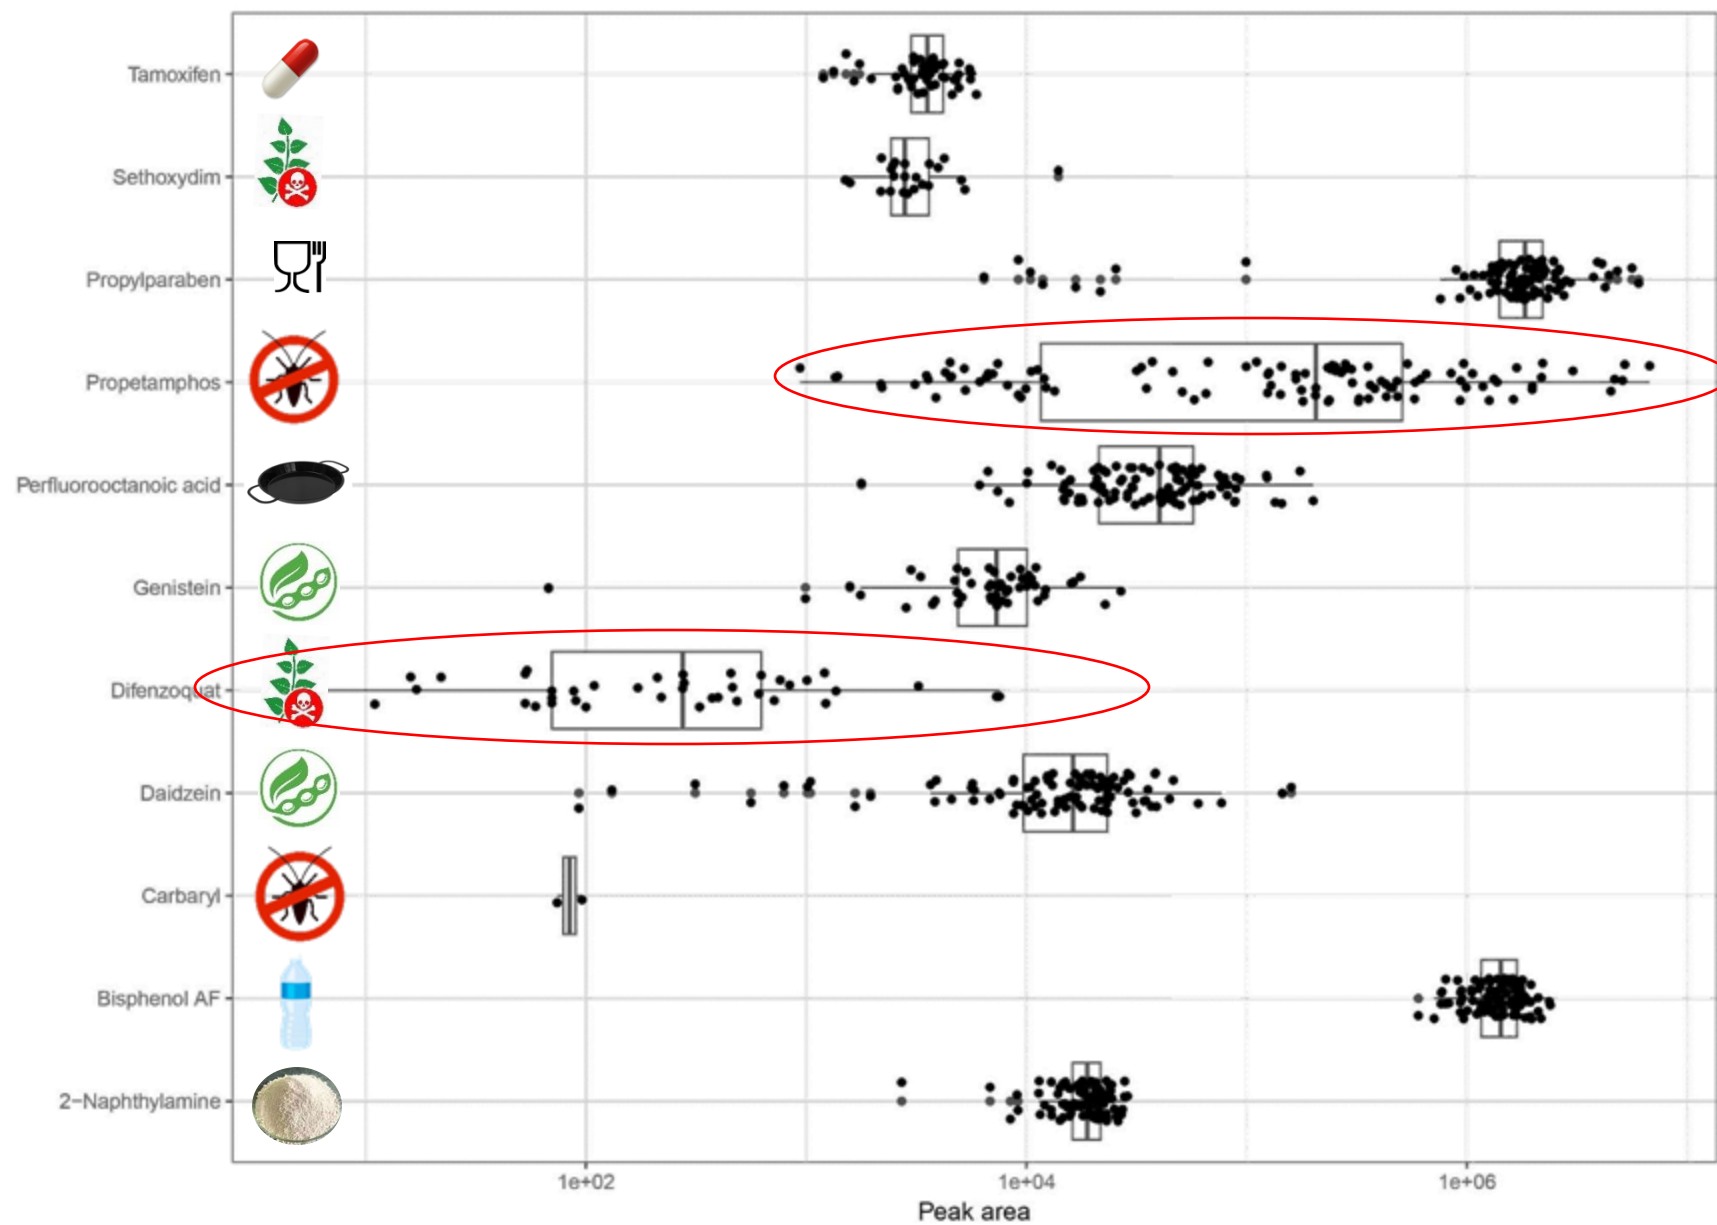 Tamoxifen
Sethoxydim
Propylparaben
Propetamphos
Perfluorooctanoic acid
Genistein
Difenzoquat
Daidzein
Carbaryl
Bisphenol AF
2−Naphthylamine
1e+02 1e+04 1e+06
Peak area